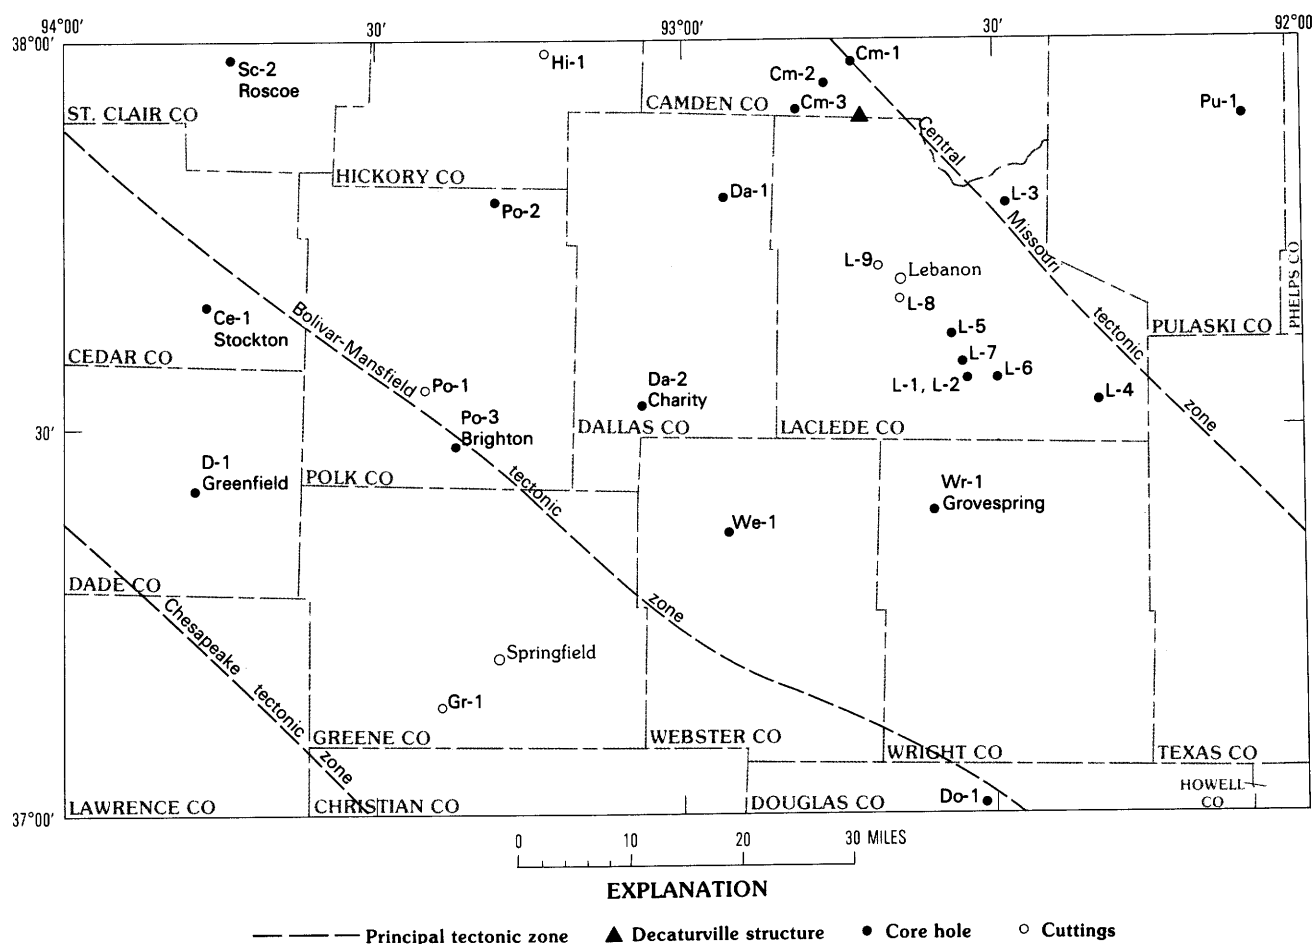 94°00′
30′
93°00′
30′
92°00′
38°00′
Sc-2
Roscoe
Hi-1
Cm-1
Cm-2
Cm-3
Pu-1
ST. CLAIR CO
CAMDEN CO
Central
Missouri
tectonic
zone
HICKORY CO
Po-2
Da-1
L-3
L-9
Lebanon
L-8
PHELPS CO
Ce-1
Stockton
Bolivar-Mansfield
tectonic
zone
L-5
PULASKI CO
CEDAR CO
L-7
Po-1
Da-2
Charity
L-1, L-2
L-6
L-4
30′
Po-3
Brighton
DALLAS CO
LACLEDE CO
D-1
Greenfield
POLK CO
Wr-1
Grovespring
We-1
DADE CO
Chesapeake
tectonic
zone
Springfield
Gr-1
GREENE CO
WEBSTER CO
WRIGHT CO
TEXAS CO
HOWELL
CO
LAWRENCE CO
CHRISTIAN CO
DOUGLAS CO
Do-1
37°00′
0 10 20 30 MILES
EXPLANATION
Principal tectonic zone Decaturville structure Core hole Cuttings